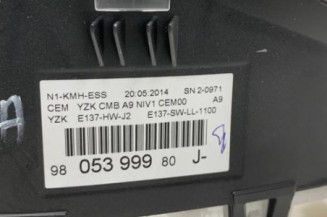 N1-KMH-ESS 20:05:2014 SN 2-0971
CEM YZK CMB A9 NIV1 CEM00 A9
YZK E137-HW-J2 E137-SW-LL-1100
98 053 999 80 J-